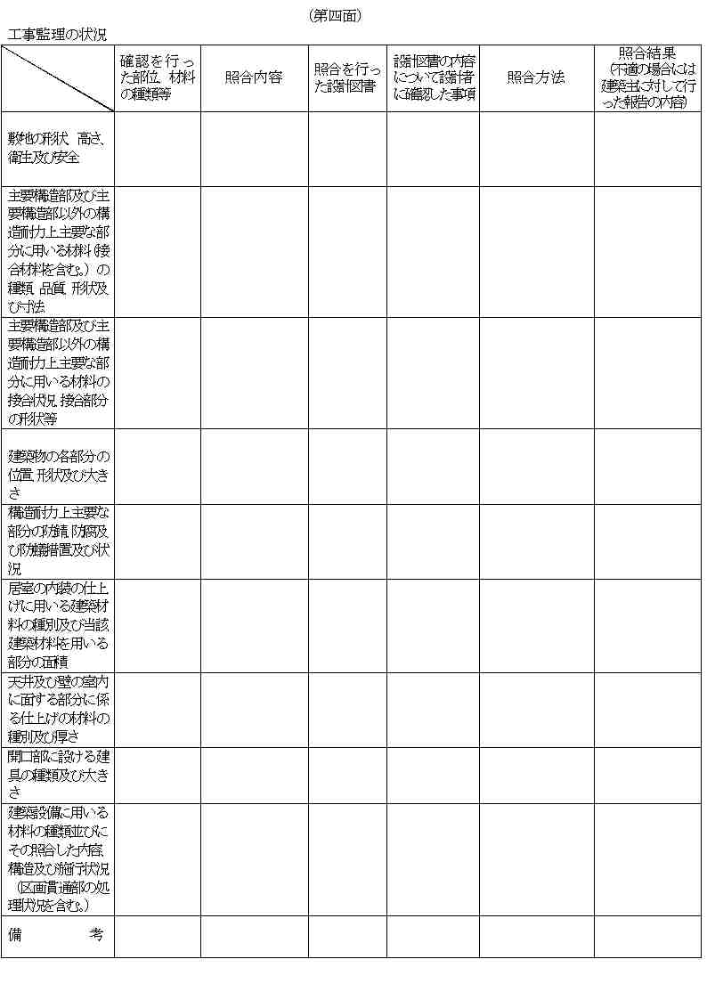 （第四面）
工事監理の状況
確認を行っ
た部位、材料
の種類等
照合内容
照合を行っ
た設計図書
設計図書の内容
について設計者
に確認した事項
照合方法
照合結果
（不適の場合には
建築主に対して行
った報告の内容）
敷地の形状、高さ、
衛生及び安全
主要構造部及び主
要構造部以外の構
造耐力上主要な部
分に用いる材料（接
合材料を含む。）の
種類、品質、形状及
び寸法
主要構造部及び主
要構造部以外の構
造耐力上主要な部
分に用いる材料の
接合状況、接合部分
の形状等
建築物の各部分の
位置、形状及び大き
さ
構造耐力上主要な
部分の防錆、防腐及
び防蟻措置及び状
況
居室の内装の仕上
げに用いる建築材
料の種別及び当該
建築材料を用いる
部分の面積
天井及び壁の室内
に面する部分に係
る仕上げの材料の
種別及び厚さ
開口部に設ける建
具の種類及び大き
さ
建築設備に用いる
材料の種類並びに
その照合した内容、
構造及び施行状況
（区画貫通部の処
理状況を含む。）
備　　　　考